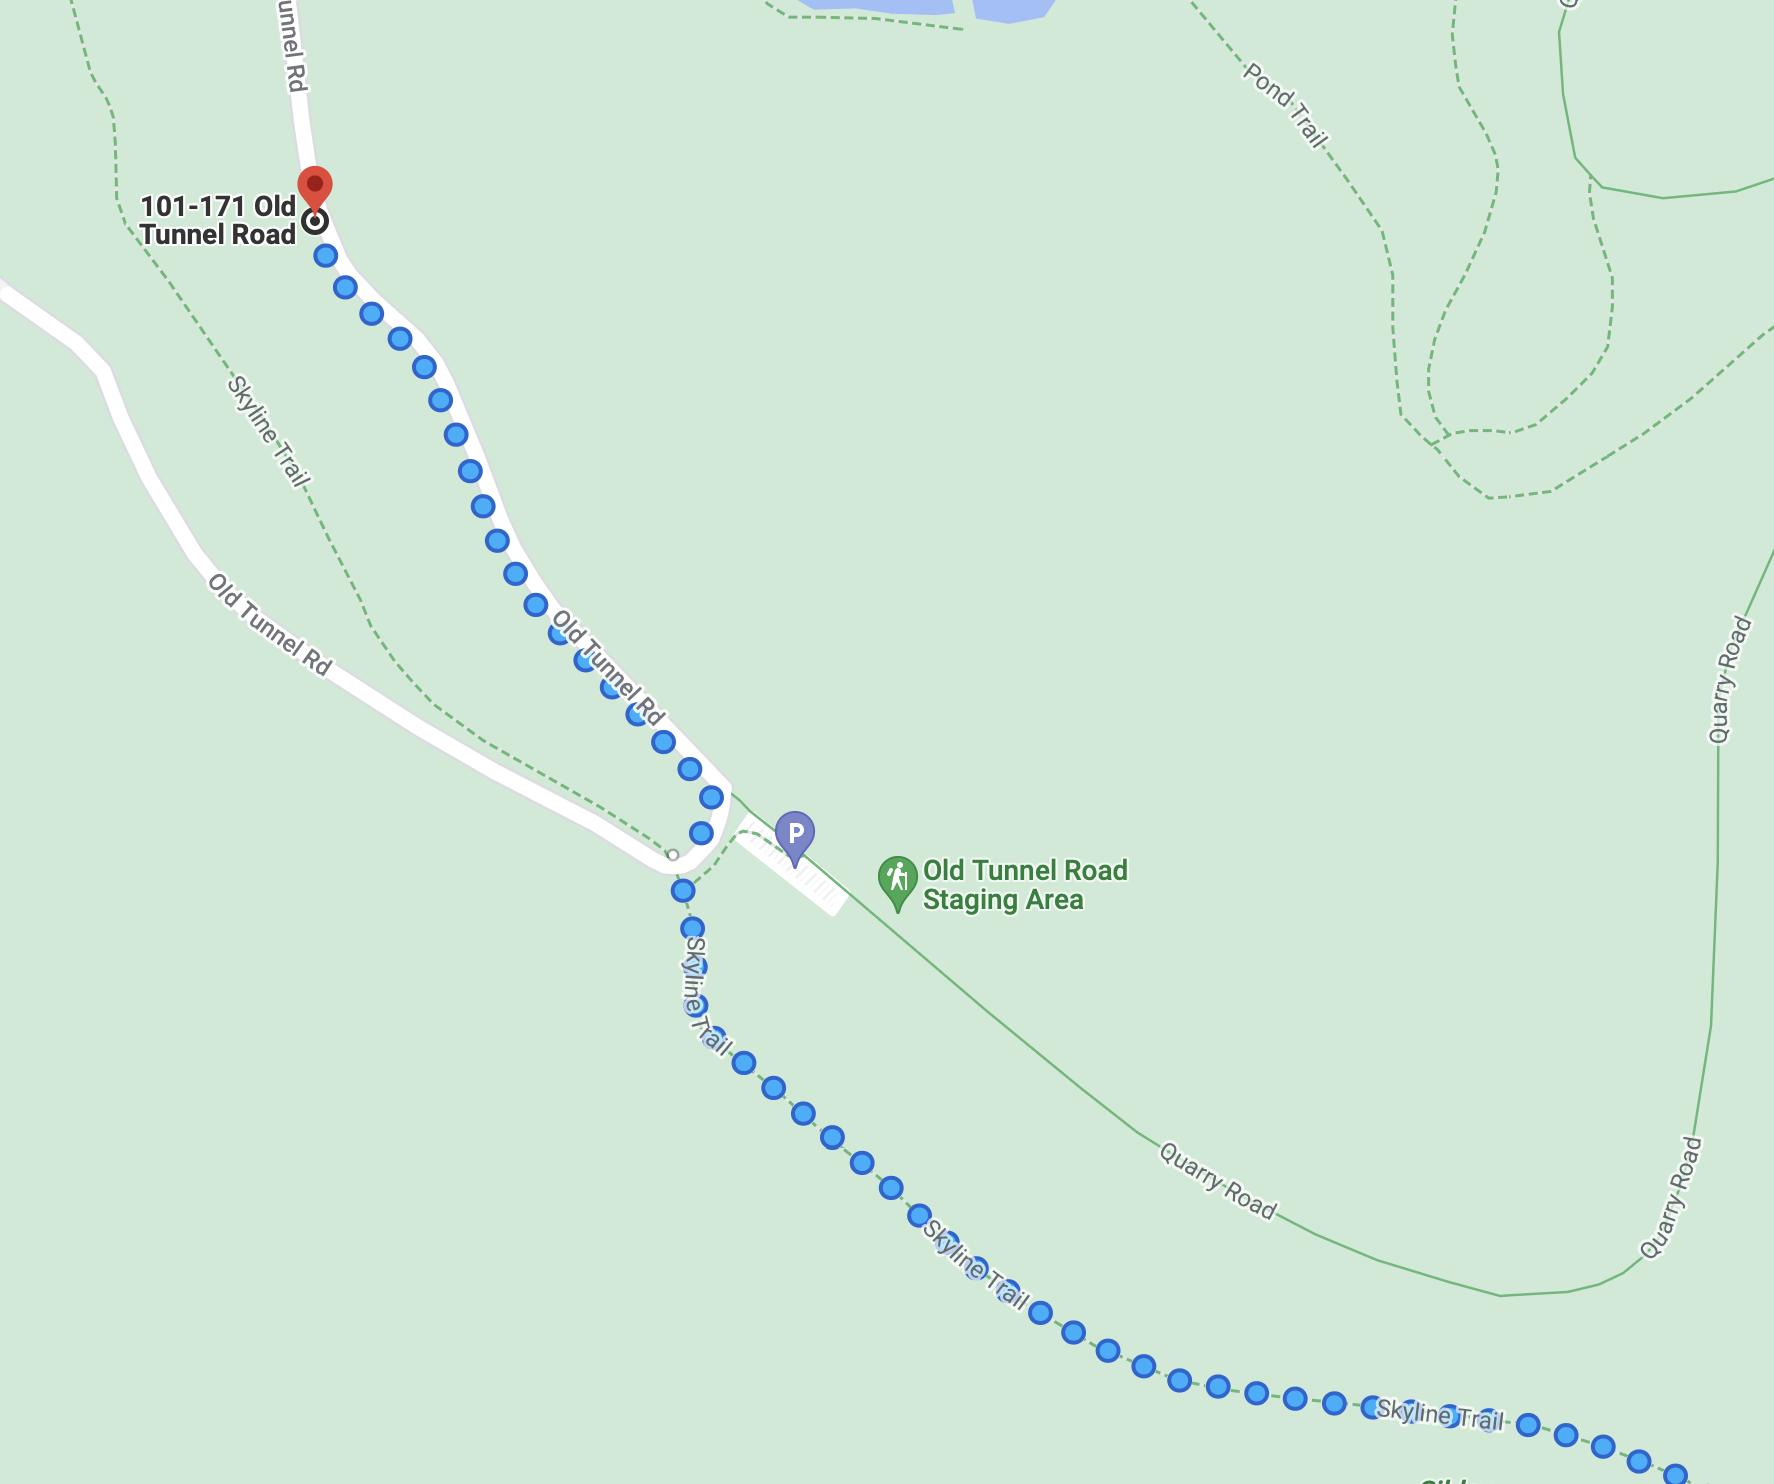 unnel Rd
Pond Trail
101-171 Old
Tunnel Road
Skyline Trail
Old Tunnel Rd
Old Tunnel Rd
Quarry Road
P
Old Tunnel Road
Staging Area
Skyline Trail
Quarry Road
Quarry Road
Skyline Trail
Skyline Trail